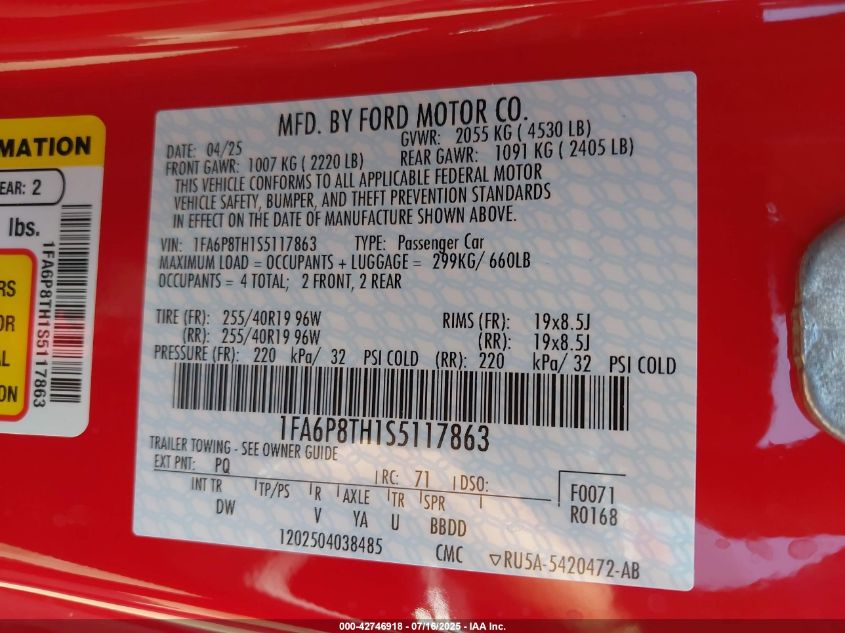 MATION
EAR: 2
lbs.
RS
OR
AL
ON
1FA6P8TH1S5117863
MFD. BY FORD MOTOR CO.
DATE: 04/25 GVWR: 2055 KG ( 4530 LB)
FRONT GAWR: 1007 KG ( 2220 LB) REAR GAWR: 1091 KG ( 2405 LB)
THIS VEHICLE CONFORMS TO ALL APPLICABLE FEDERAL MOTOR
VEHICLE SAFETY, BUMPER, AND THEFT PREVENTION STANDARDS
IN EFFECT ON THE DATE OF MANUFACTURE SHOWN ABOVE.
VIN: 1FA6P8TH1S5117863 TYPE: Passenger Car
MAXIMUM LOAD = OCCUPANTS + LUGGAGE = 299KG/ 660LB
OCCUPANTS = 4 TOTAL; 2 FRONT, 2 REAR
TIRE (FR): 255/40R19 96W RIMS (FR): 19x8.5J
(RR): 255/40R19 96W (RR): 19x8.5J
PRESSURE (FR): 220 kPa/ 32 PSI COLD (RR): 220 kPa/ 32 PSI COLD
1FA6P8TH1S5117863
TRAILER TOWING - SEE OWNER GUIDE
EXT PNT: PQ RC: 71 DSO: F0071
INT TR TP/PS R AXLE TR SPR R0168
DW V YA U BBDD
1202504038485 CMC ▽RU5A-5420472-AB
000-42746918 - 07/16/2025 - IAA Inc.